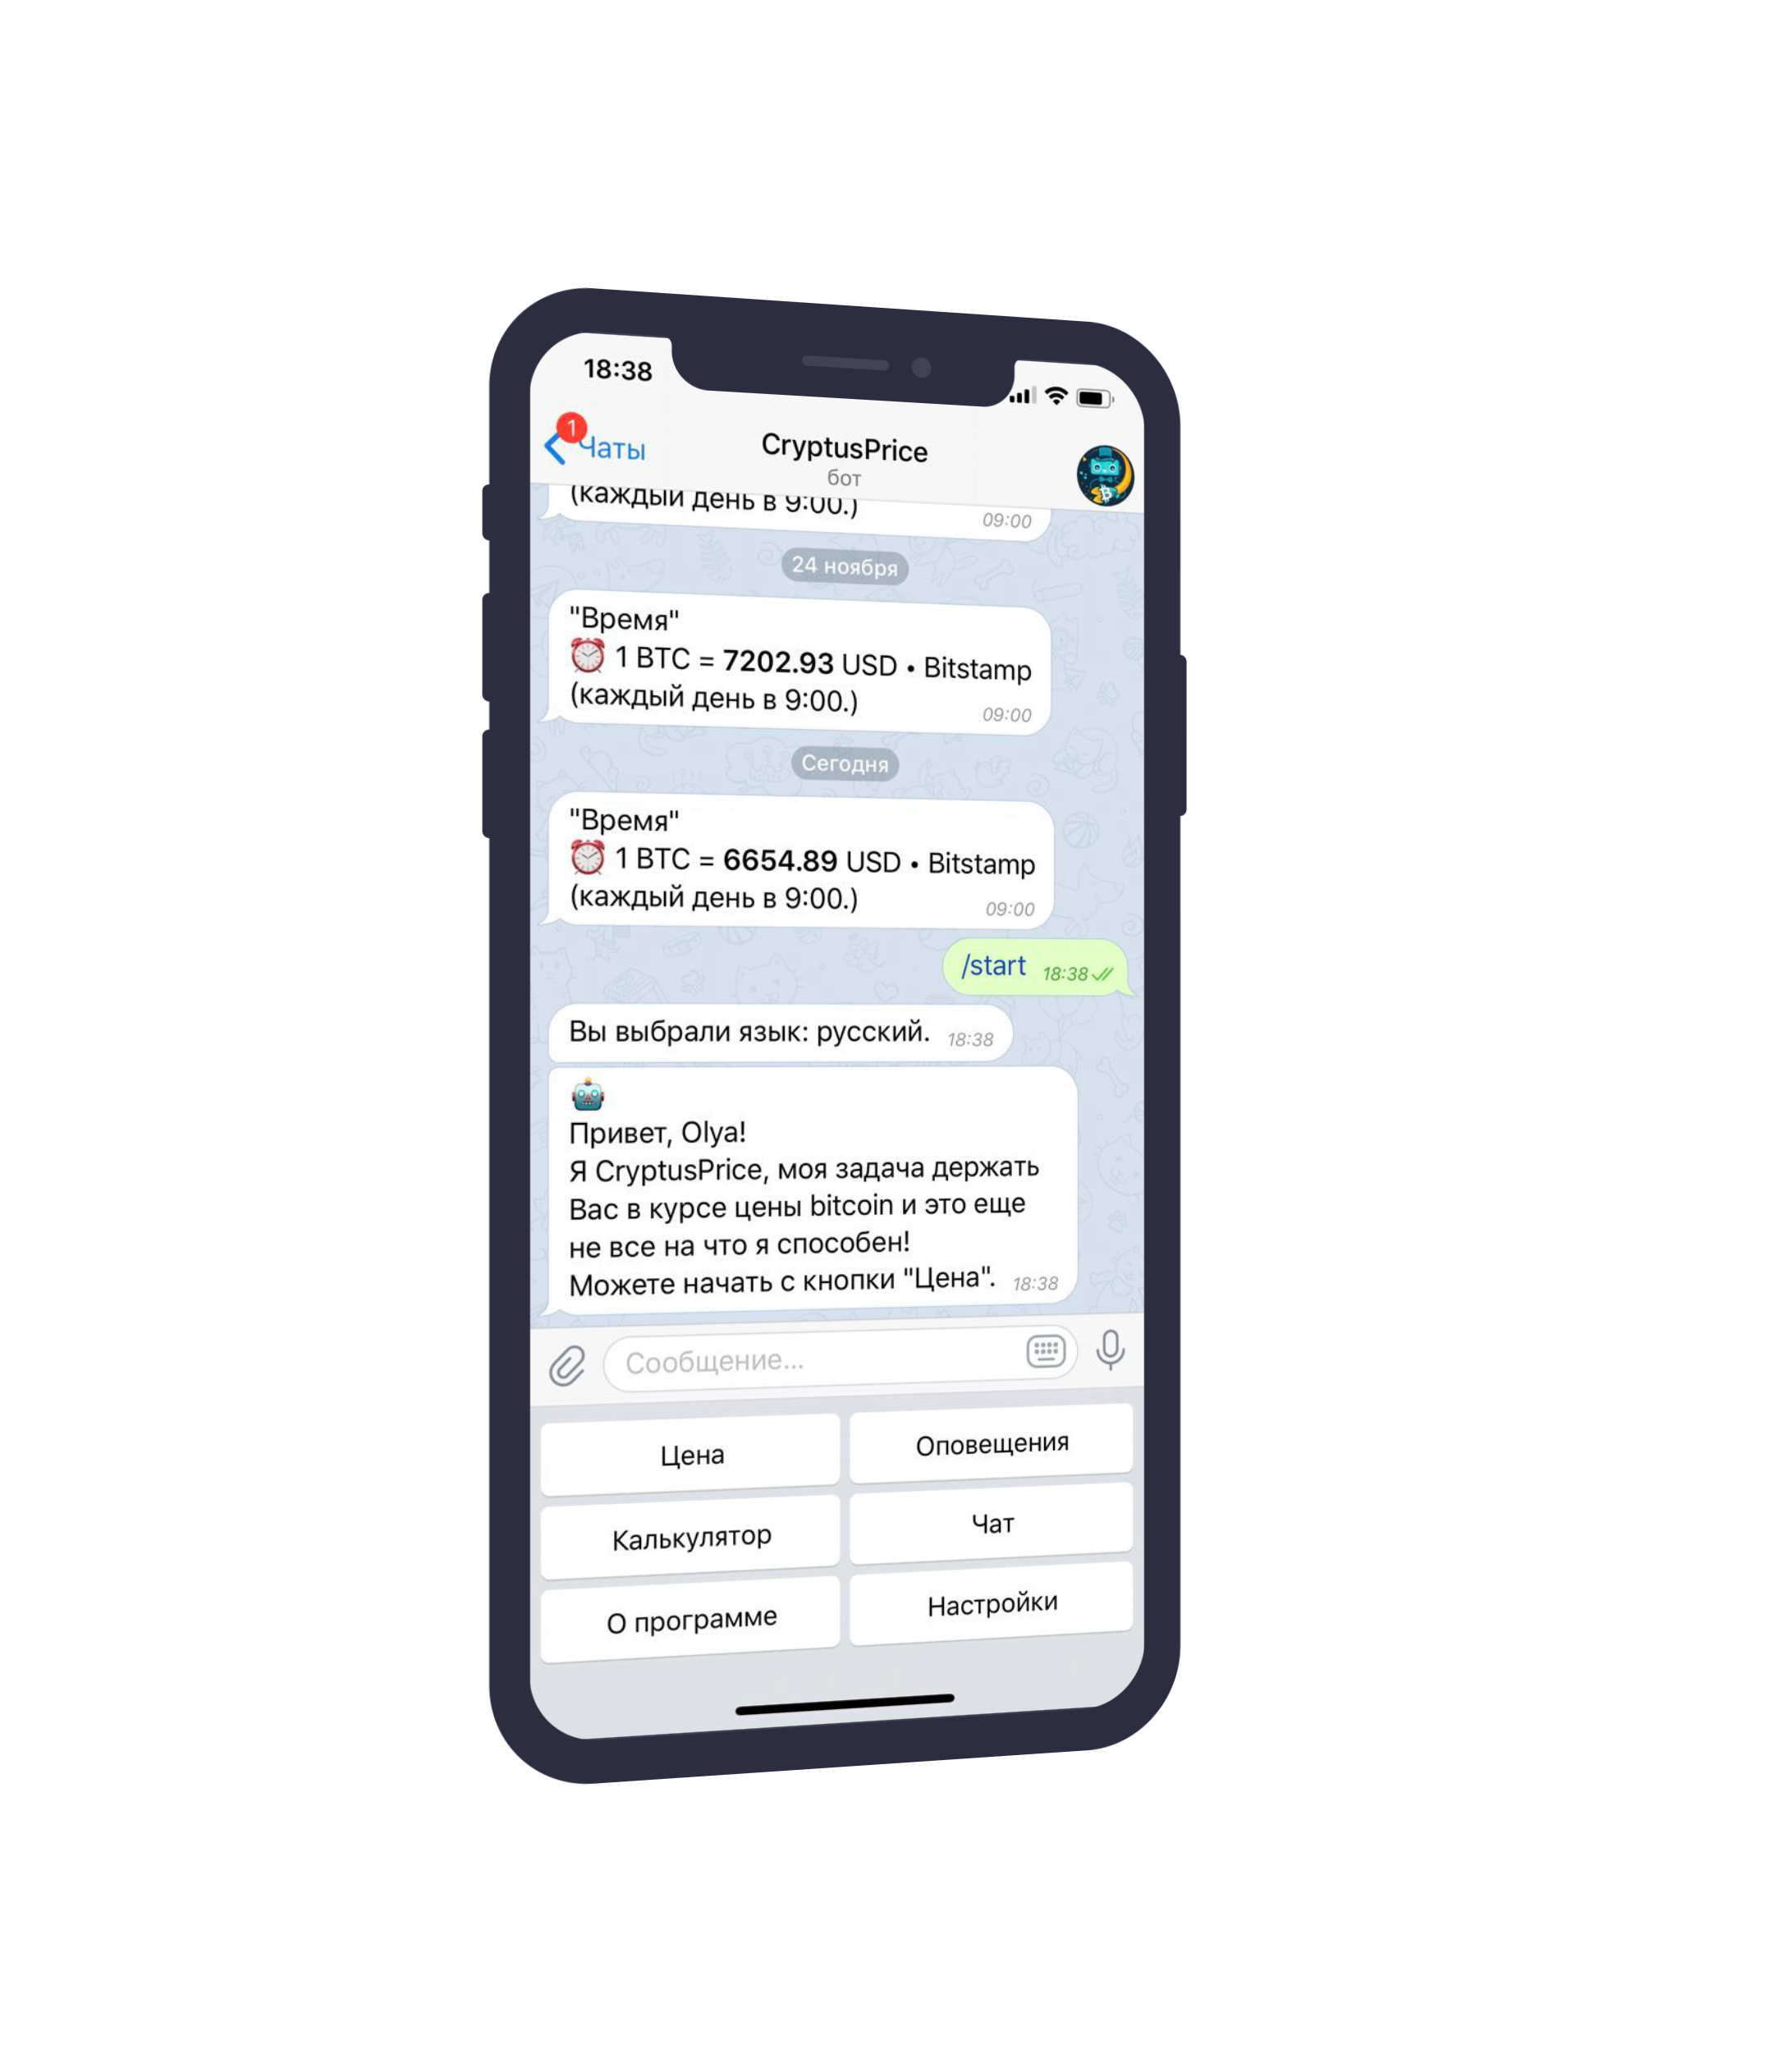 18:38
1
Чаты
CryptusPrice
бот
(каждый день в 9:00.)
09:00
24 ноября
"Время"
⏰ 1 BTC = 7202.93 USD • Bitstamp
(каждый день в 9:00.)
09:00
Сегодня
"Время"
⏰ 1 BTC = 6654.89 USD • Bitstamp
(каждый день в 9:00.)
09:00
/start 18:38
Вы выбрали язык: русский. 18:38
🤖
Привет, Olya!
Я CryptusPrice, моя задача держать
Вас в курсе цены bitcoin и это еще
не все на что я способен!
Можете начать с кнопки "Цена". 18:38
Сообщение...
Цена
Оповещения
Калькулятор
Чат
О программе
Настройки